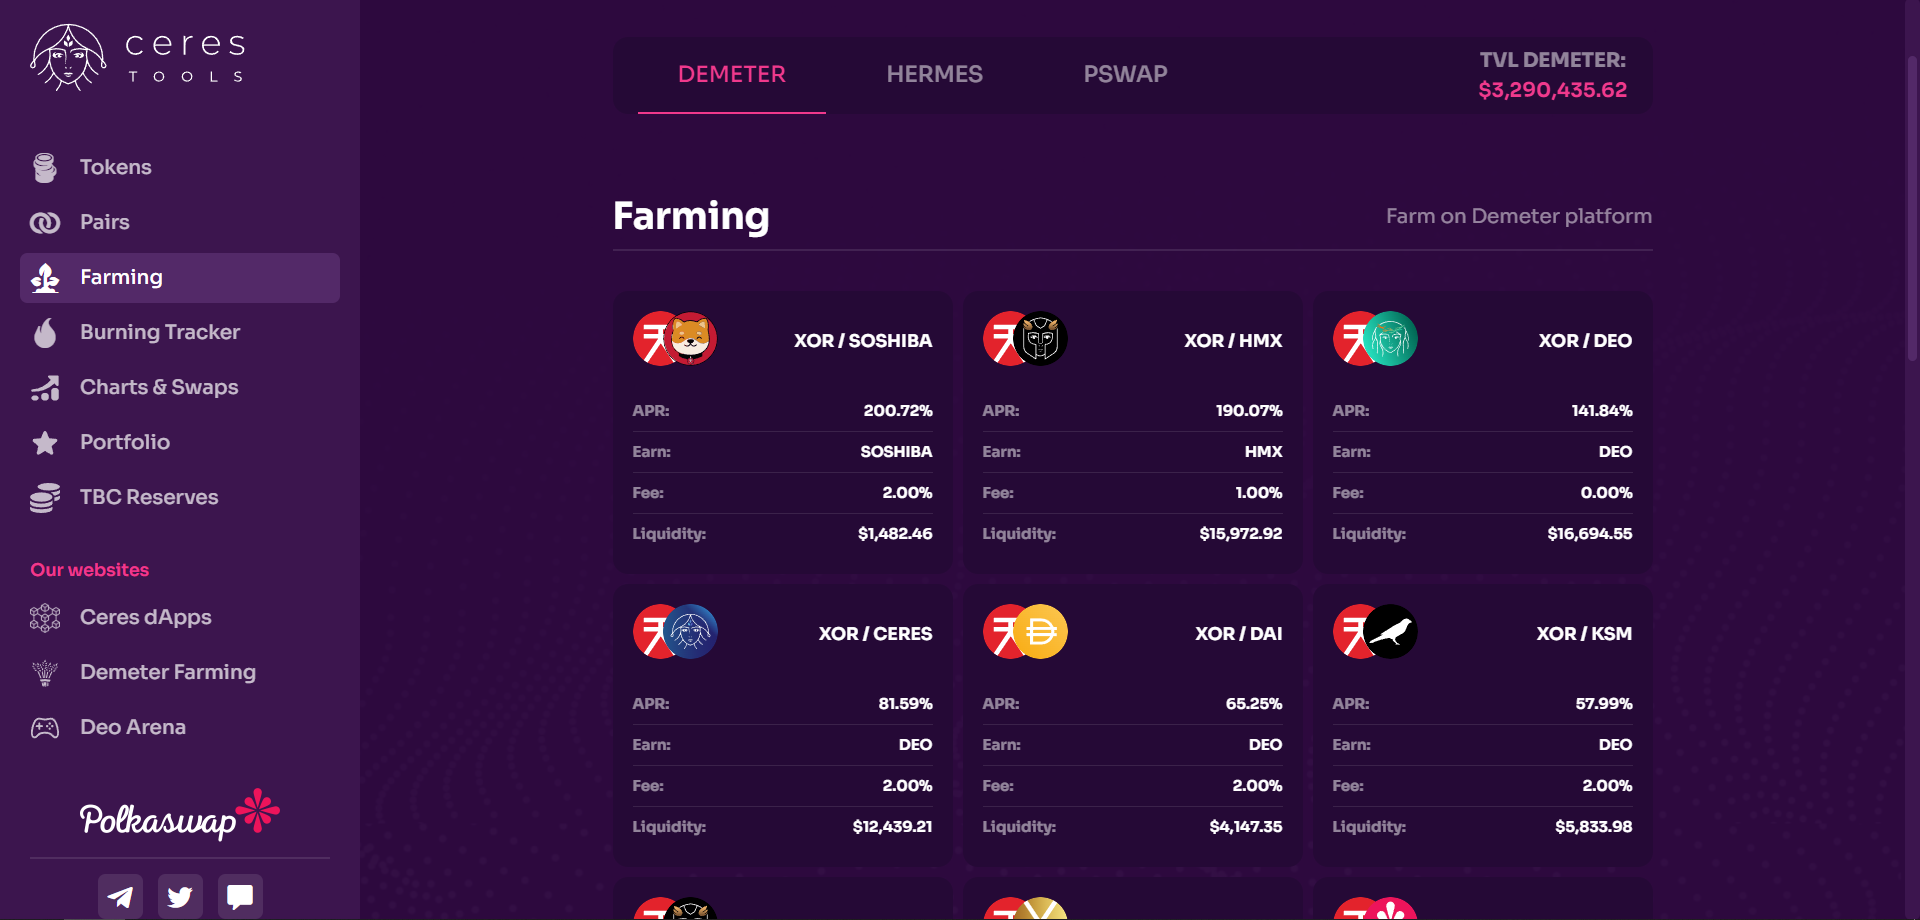 ceres
TOOLS
Tokens
Pairs
Farming
Burning Tracker
Charts & Swaps
Portfolio
TBC Reserves
Our websites
Ceres dApps
Demeter Farming
Deo Arena
Polkaswap
DEMETER
HERMES
PSWAP
TVL DEMETER:
$3,290,435.62
Farming
Farm on Demeter platform
XOR / SOSHIBA
APR: 200.72%
Earn: SOSHIBA
Fee: 2.00%
Liquidity: $1,482.46
XOR / HMX
APR: 190.07%
Earn: HMX
Fee: 1.00%
Liquidity: $15,972.92
XOR / DEO
APR: 141.84%
Earn: DEO
Fee: 0.00%
Liquidity: $16,694.55
XOR / CERES
APR: 81.59%
Earn: DEO
Fee: 2.00%
Liquidity: $12,439.21
XOR / DAI
APR: 65.25%
Earn: DEO
Fee: 2.00%
Liquidity: $4,147.35
XOR / KSM
APR: 57.99%
Earn: DEO
Fee: 2.00%
Liquidity: $5,833.98